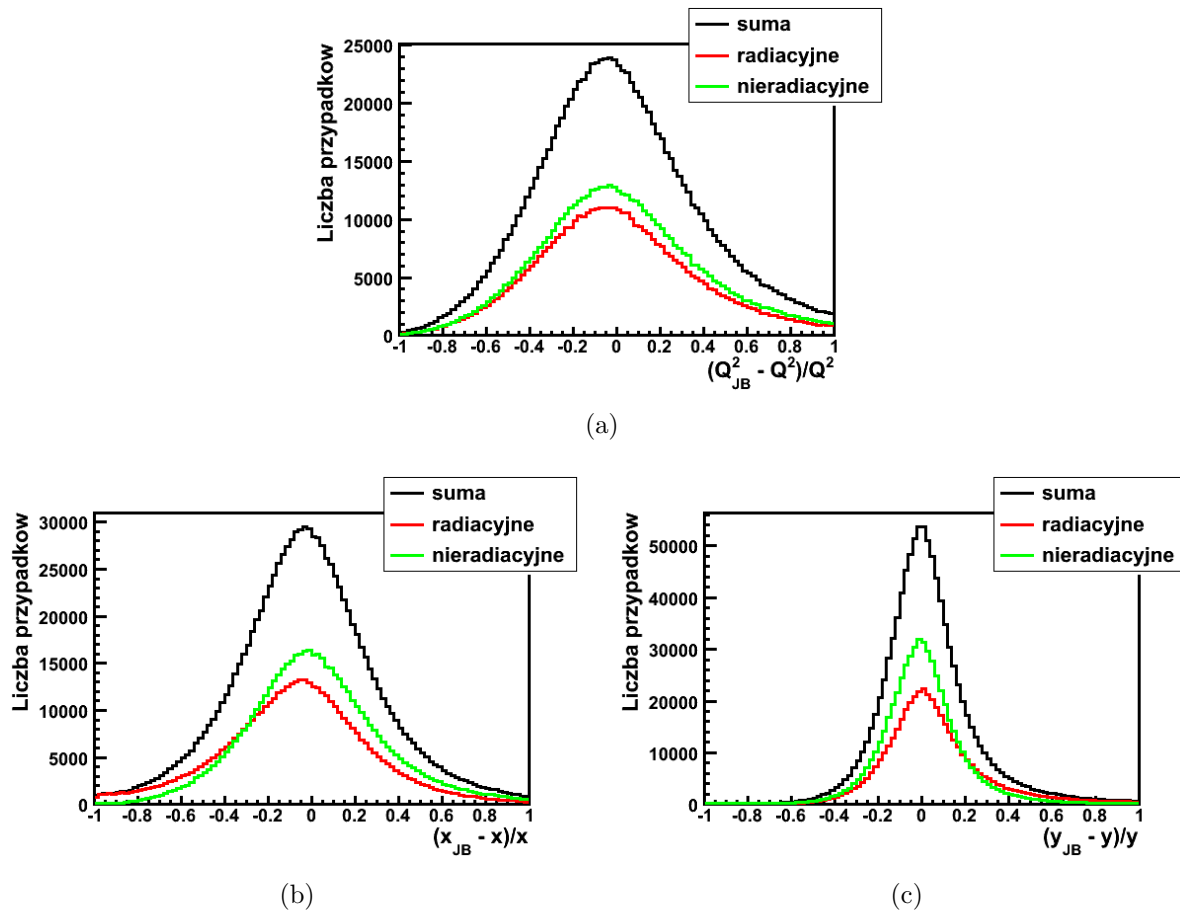 suma
radiacyjne
nieradiacyjne
Liczba przypadkow
25000
20000
15000
10000
5000
0
-1 -0.8 -0.6 -0.4 -0.2 0 0.2 0.4 0.6 0.8 1
(Q²_JB - Q²)/Q²
(a)
suma
radiacyjne
nieradiacyjne
Liczba przypadkow
30000
25000
20000
15000
10000
5000
0
-1 -0.8 -0.6 -0.4 -0.2 0 0.2 0.4 0.6 0.8 1
(x_JB - x)/x
(b)
suma
radiacyjne
nieradiacyjne
Liczba przypadkow
50000
40000
30000
20000
10000
0
-1 -0.8 -0.6 -0.4 -0.2 0 0.2 0.4 0.6 0.8 1
(y_JB - y)/y
(c)